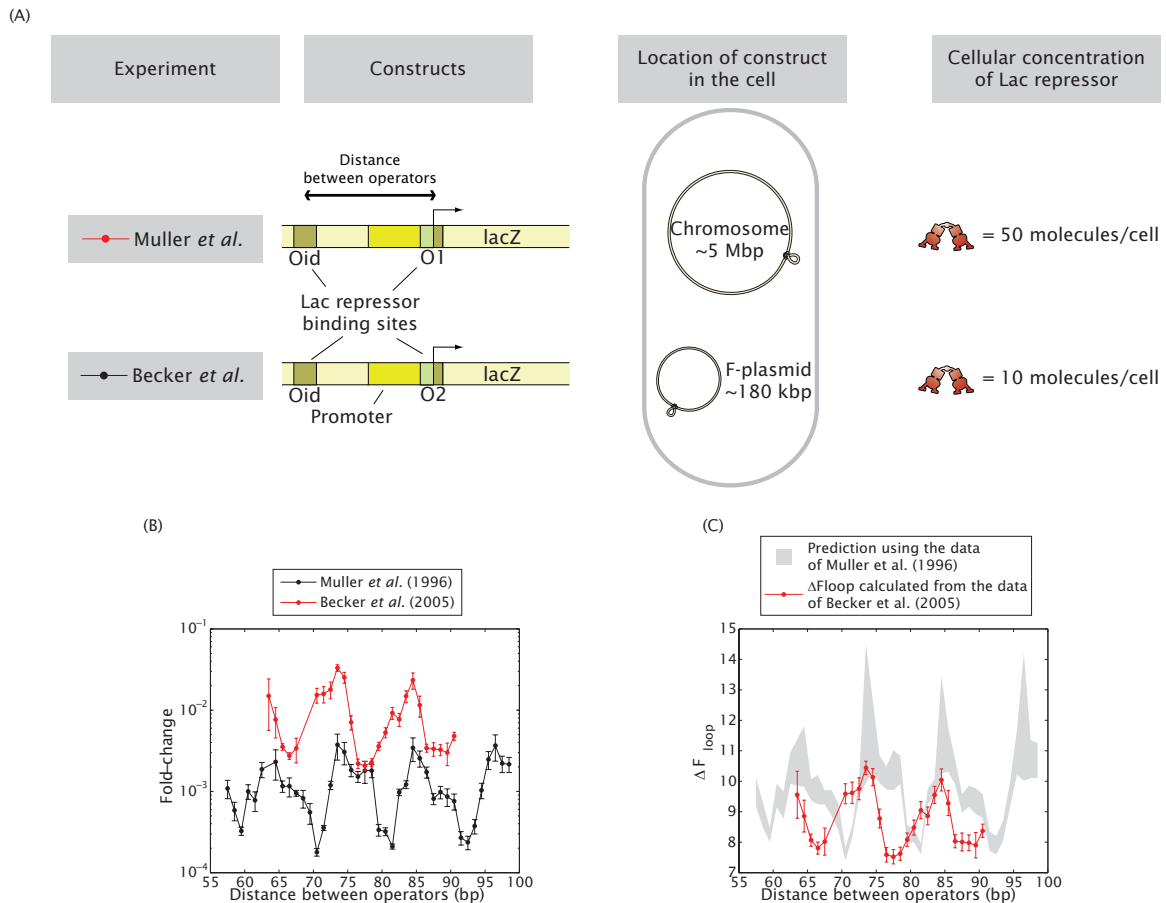 (A)
Experiment
Constructs
Location of construct
in the cell
Cellular concentration
of Lac repressor
Distance
between operators
Muller et al.
lacZ
Oid
O1
Chromosome
~5 Mbp
= 50 molecules/cell
Lac repressor
binding sites
Becker et al.
lacZ
Oid
O2
Promoter
F-plasmid
~180 kbp
= 10 molecules/cell
(B)
Muller et al. (1996)
Becker et al. (2005)
10⁻¹
10⁻²
10⁻³
10⁻⁴
Fold-change
55 60 65 70 75 80 85 90 95 100
Distance between operators (bp)
(C)
Prediction using the data
of Muller et al. (1996)
ΔFloop calculated from the data
of Becker et al. (2005)
15
14
13
12
11
10
9
8
7
Δ F loop
55 60 65 70 75 80 85 90 95 100
Distance between operators (bp)